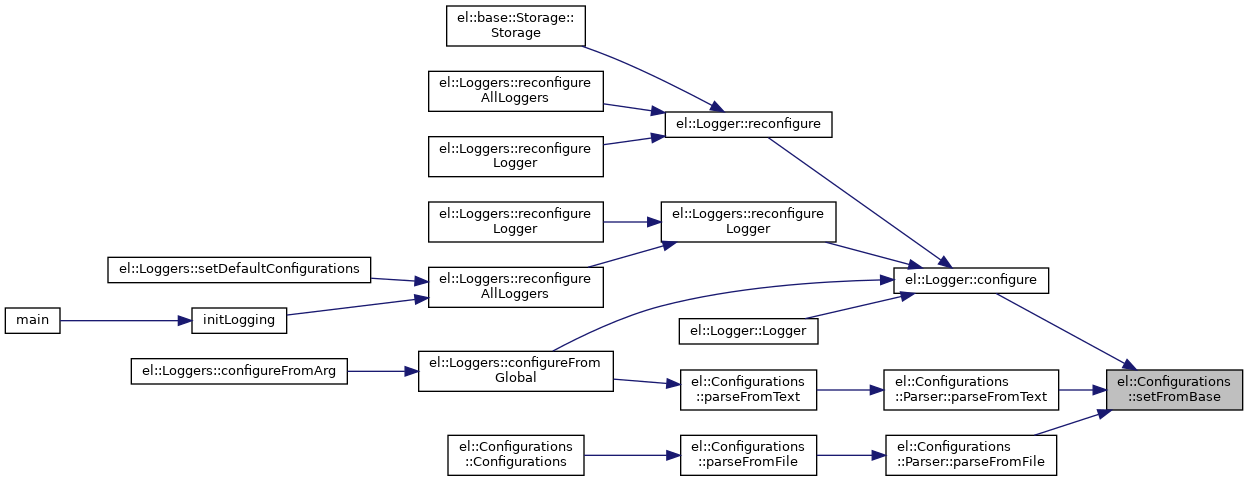 el::base::Storage::
Storage
el::Loggers::reconfigure
AllLoggers
el::Logger::reconfigure
el::Loggers::reconfigure
Logger
el::Loggers::reconfigure
Logger
el::Loggers::reconfigure
Logger
el::Loggers::setDefaultConfigurations
el::Loggers::reconfigure
AllLoggers
el::Logger::configure
main
initLogging
el::Logger::Logger
el::Loggers::configureFromArg
el::Loggers::configureFrom
Global
el::Configurations
::parseFromText
el::Configurations
::Parser::parseFromText
el::Configurations
::setFromBase
el::Configurations
::Configurations
el::Configurations
::parseFromFile
el::Configurations
::Parser::parseFromFile